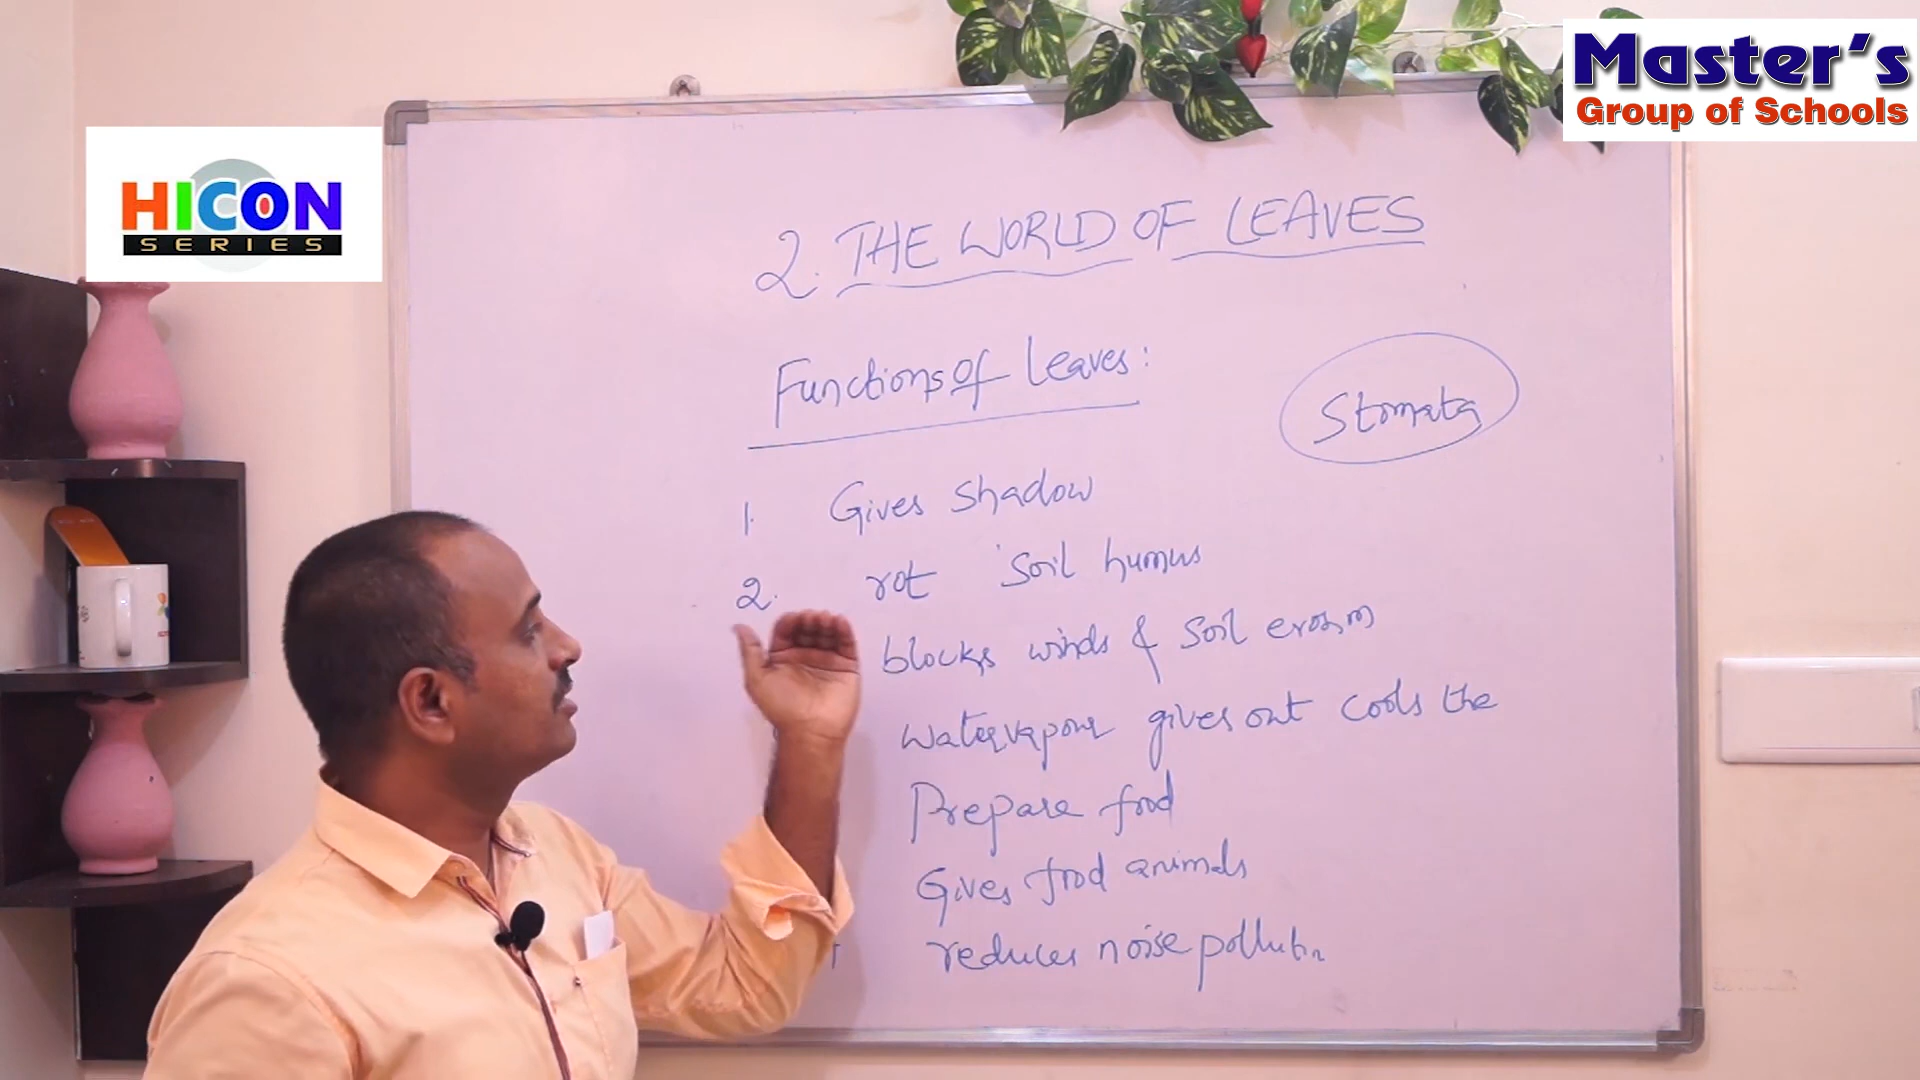 Master's
Group of Schools
HICON
SERIES
2. THE WORLD OF LEAVES
Functions of Leaves:
Stomata
1. Gives shadow
2. rot soil humus
blocks winds & soil erosion
watervapour gives out cools the
Prepare food
Gives food animals
reduces noise pollution